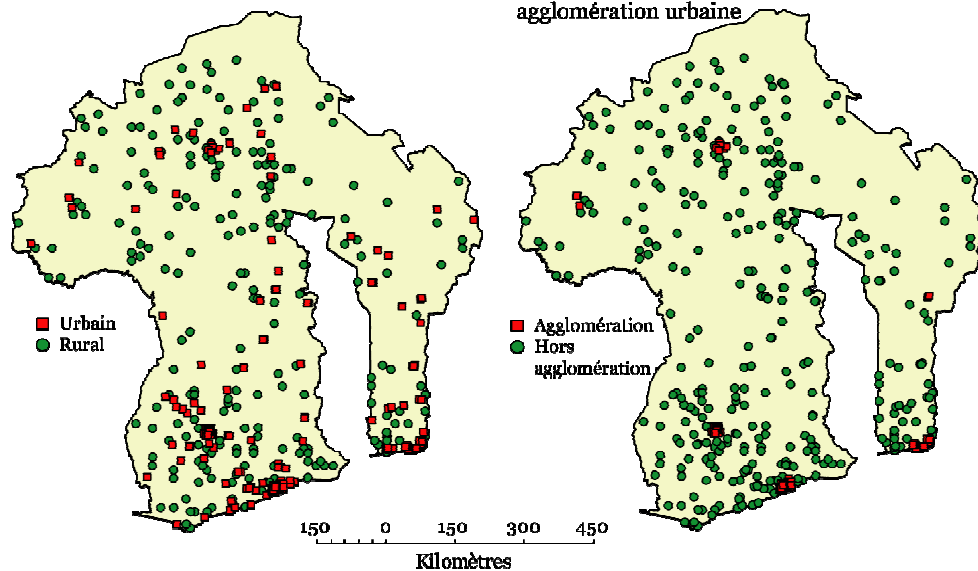 agglomération urbaine
Urbain
Rural
Agglomération
Hors
agglomération
150 0 150 300 450
Kilomètres